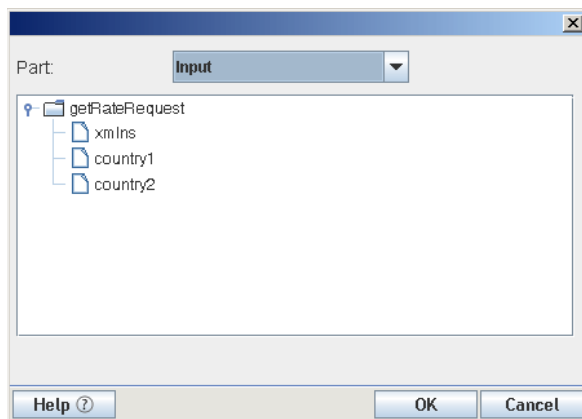 Part: Input
getRateRequest
xmlns
country1
country2
Help ? OK Cancel